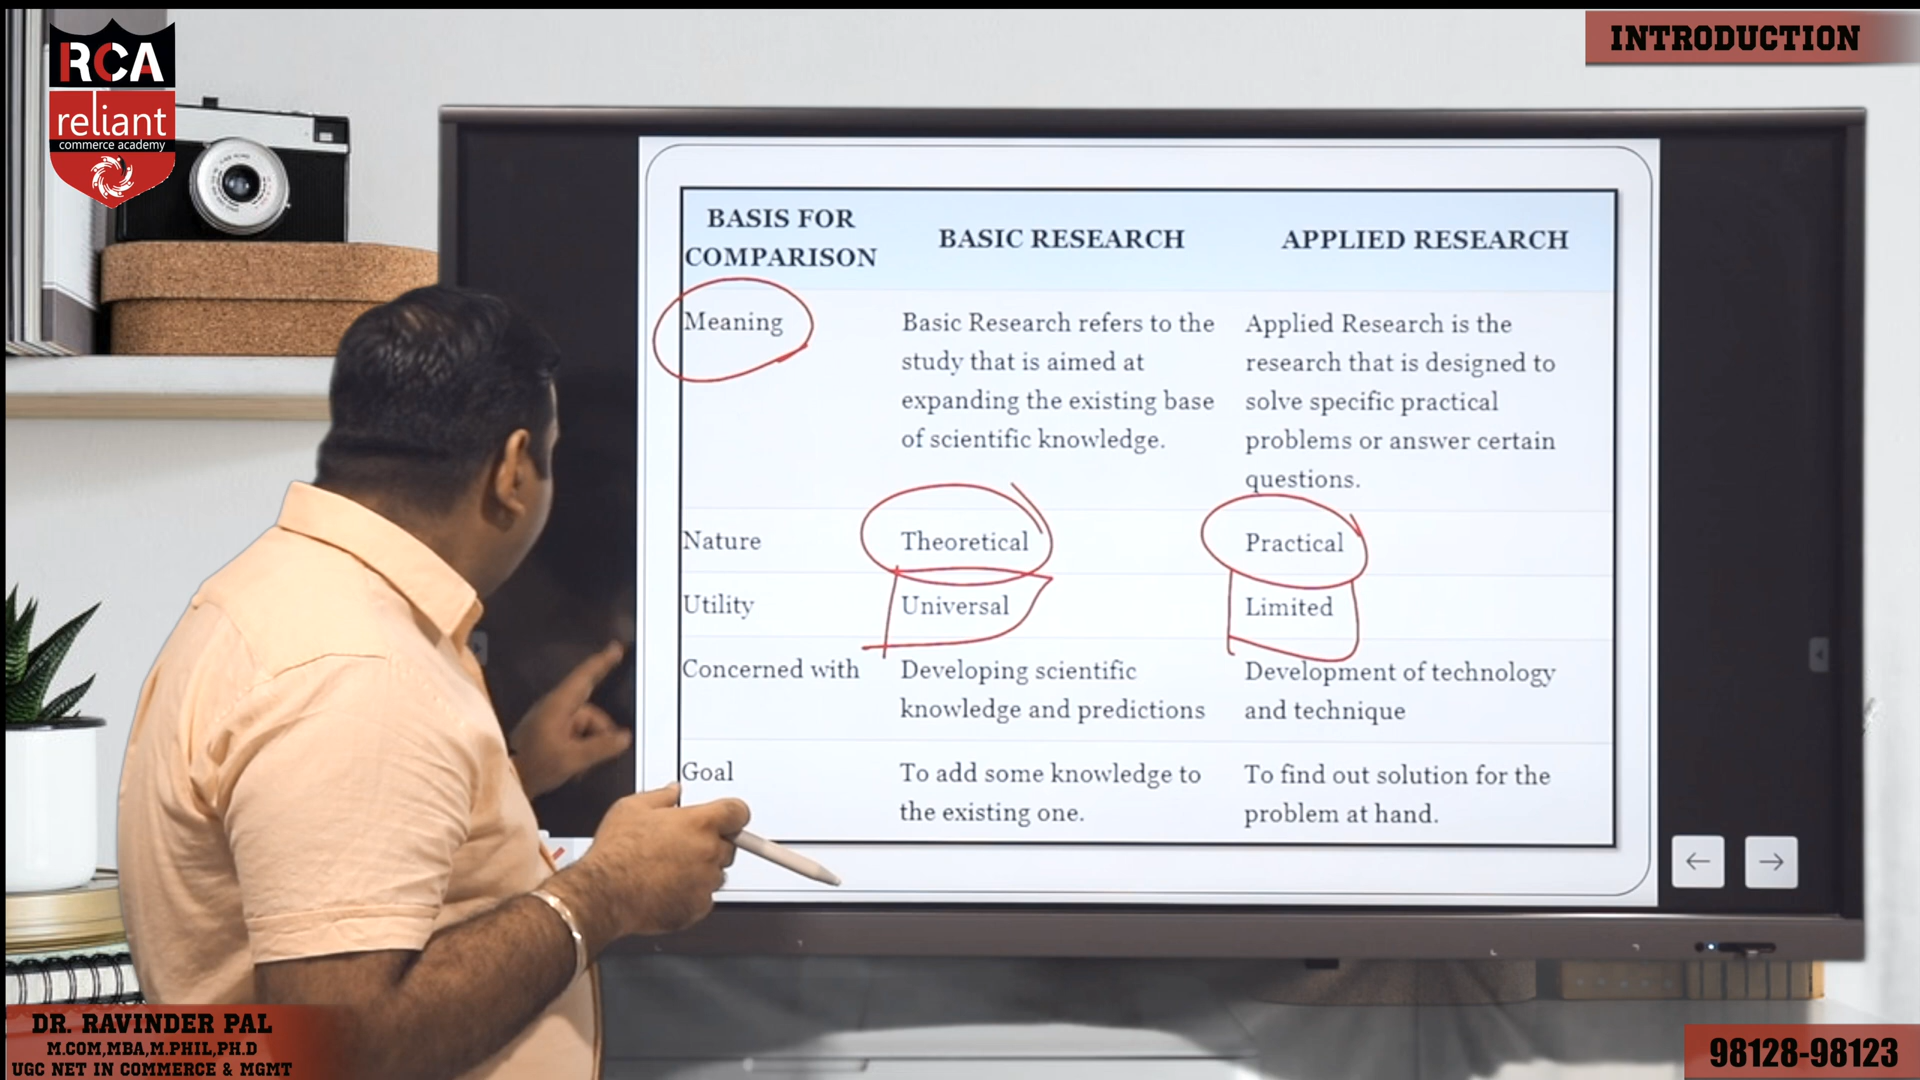 RCA
reliant
commerce academy
INTRODUCTION
BASIS FOR
COMPARISON
BASIC RESEARCH
APPLIED RESEARCH
Meaning
Basic Research refers to the
study that is aimed at
expanding the existing base
of scientific knowledge.
Applied Research is the
research that is designed to
solve specific practical
problems or answer certain
questions.
Nature
Theoretical
Practical
Utility
Universal
Limited
Concerned with
Developing scientific
knowledge and predictions
Development of technology
and technique
Goal
To add some knowledge to
the existing one.
To find out solution for the
problem at hand.
DR. RAVINDER PAL
M.COM,MBA,M.PHIL,PH.D
UGC NET IN COMMERCE & MGMT
98128-98123